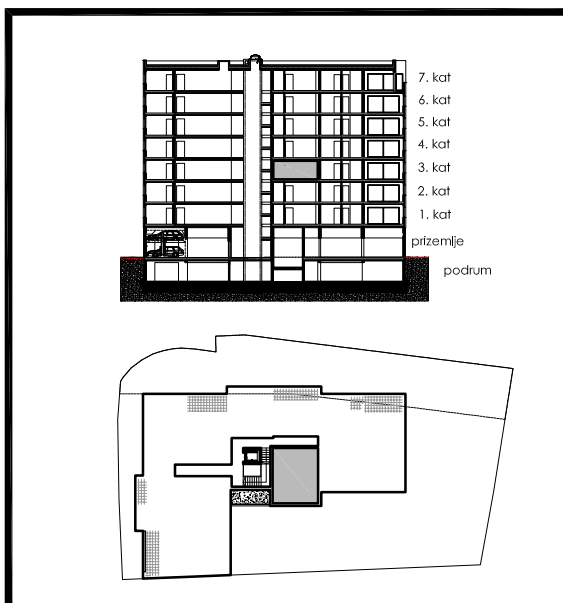 7. kat
6. kat
5. kat
4. kat
3. kat
2. kat
1. kat
prizemlje
podrum